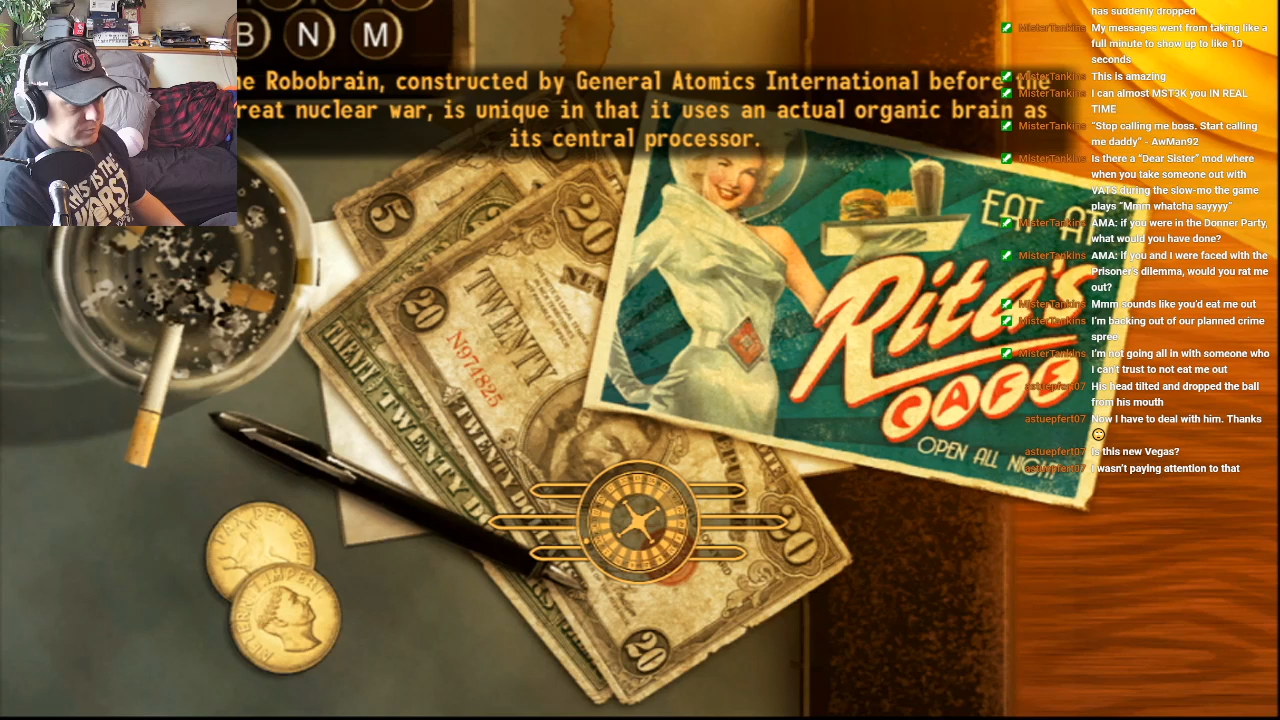 B N M
he Robobrain, constructed by General Atomics International before the
reat nuclear war, is unique in that it uses an actual organic brain as
its central processor.
THIS IS THE
WORST
5
20
20
TWENTY
N974825
TWENTY
20
20
EAT AT
Rita's
CAFE
OPEN ALL NIGHT
PAX PER BEL
has suddenly dropped
MisterTankins My messages went from taking like a
full minute to show up to like 10
seconds
MisterTankins This is amazing
MisterTankins I can almost MST3K you IN REAL
TIME
MisterTankins “Stop calling me boss. Start calling
me daddy” - AwMan92
MisterTankins Is there a “Dear Sister” mod where
when you take someone out with
VATS during the slow-mo the game
plays “Mmm whatcha sayyyy”
MisterTankins AMA: if you were in the Donner Party,
what would you have done?
MisterTankins AMA: if you and I were faced with the
Prisoner's dilemma, would you rat me
out?
MisterTankins Mmm sounds like you'd eat me out
MisterTankins I'm backing out of our planned crime
spree
MisterTankins I'm not going all in with someone who
I can't trust to not eat me out
astuepfert07 His head tilted and dropped the ball
from his mouth
astuepfert07 Now I have to deal with him. Thanks
astuepfert07 Is this new Vegas?
astuepfert07 I wasn't paying attention to that